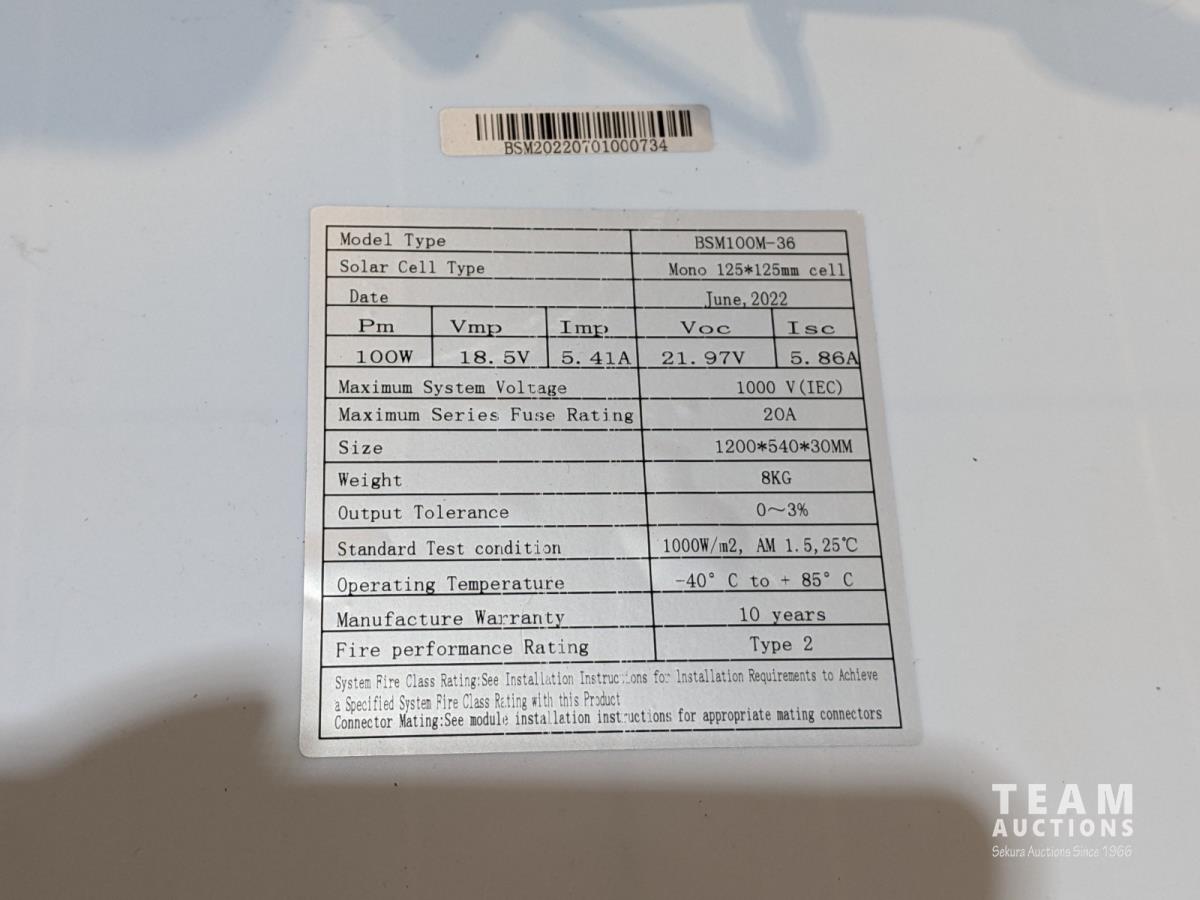 BSM20220701000734
Model Type BSM100M-36
Solar Cell Type Mono 125*125mm cell
Date June, 2022
Pm Vmp Imp Voc Isc
100W 18.5V 5.41A 21.97V 5.86A
Maximum System Voltage 1000 V(IEC)
Maximum Series Fuse Rating 20A
Size 1200*540*30MM
Weight 8KG
Output Tolerance 0~3%
Standard Test condition 1000W/m2, AM 1.5,25℃
Operating Temperature -40° C to + 85° C
Manufacture Warranty 10 years
Fire performance Rating Type 2
System Fire Class Rating:See Installation Instructions for Installation Requirements to Achieve
a Specified System Fire Class Rating with this Product
Connector Mating:See module installation instructions for appropriate mating connectors
TEAM
AUCTIONS
Sekura Auctions Since 1966